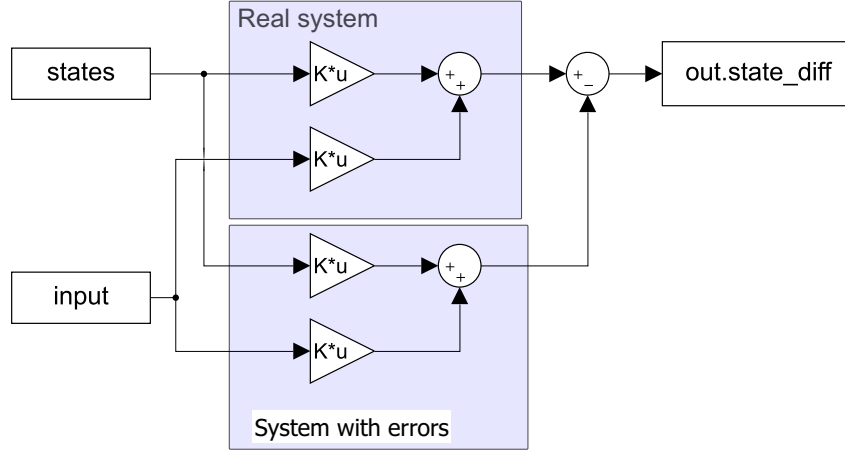 Real system
states
K*u
+
+
+
−
out.state_diff
K*u
K*u
+
+
input
K*u
System with errors